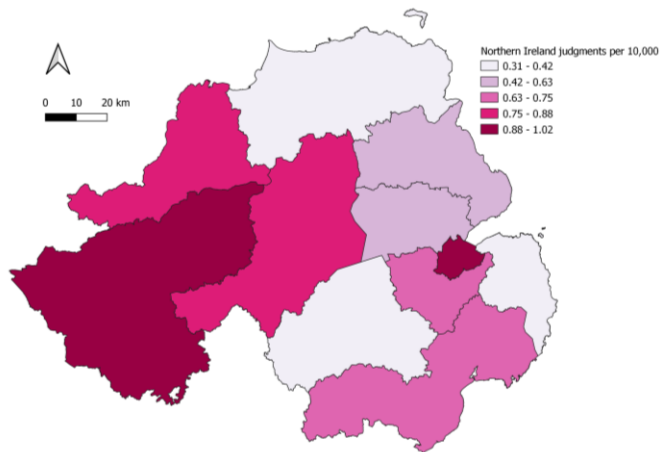 Northern Ireland judgments per 10,000
0.31 - 0.42
0.42 - 0.63
0.63 - 0.75
0.75 - 0.88
0.88 - 1.02
0 10 20 km